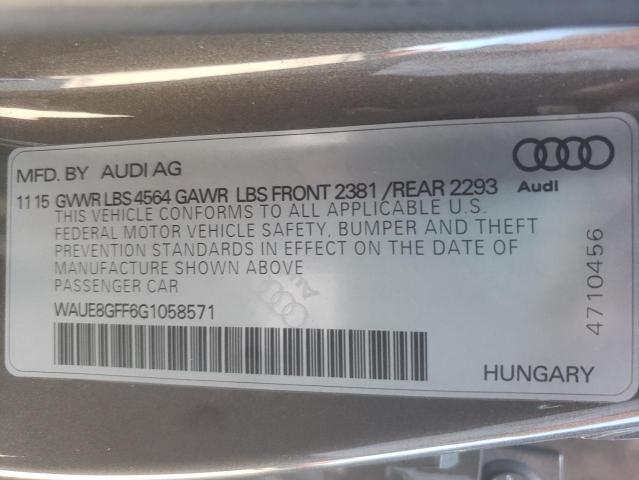 MFD. BY AUDI AG
11 15 GVWR LBS 4564 GAWR LBS FRONT 2381 /REAR 2293
THIS VEHICLE CONFORMS TO ALL APPLICABLE U.S.
FEDERAL MOTOR VEHICLE SAFETY, BUMPER AND THEFT
PREVENTION STANDARDS IN EFFECT ON THE DATE OF
MANUFACTURE SHOWN ABOVE
PASSENGER CAR
WAUE8GFF6G1058571
Audi
4710456
HUNGARY
Audi